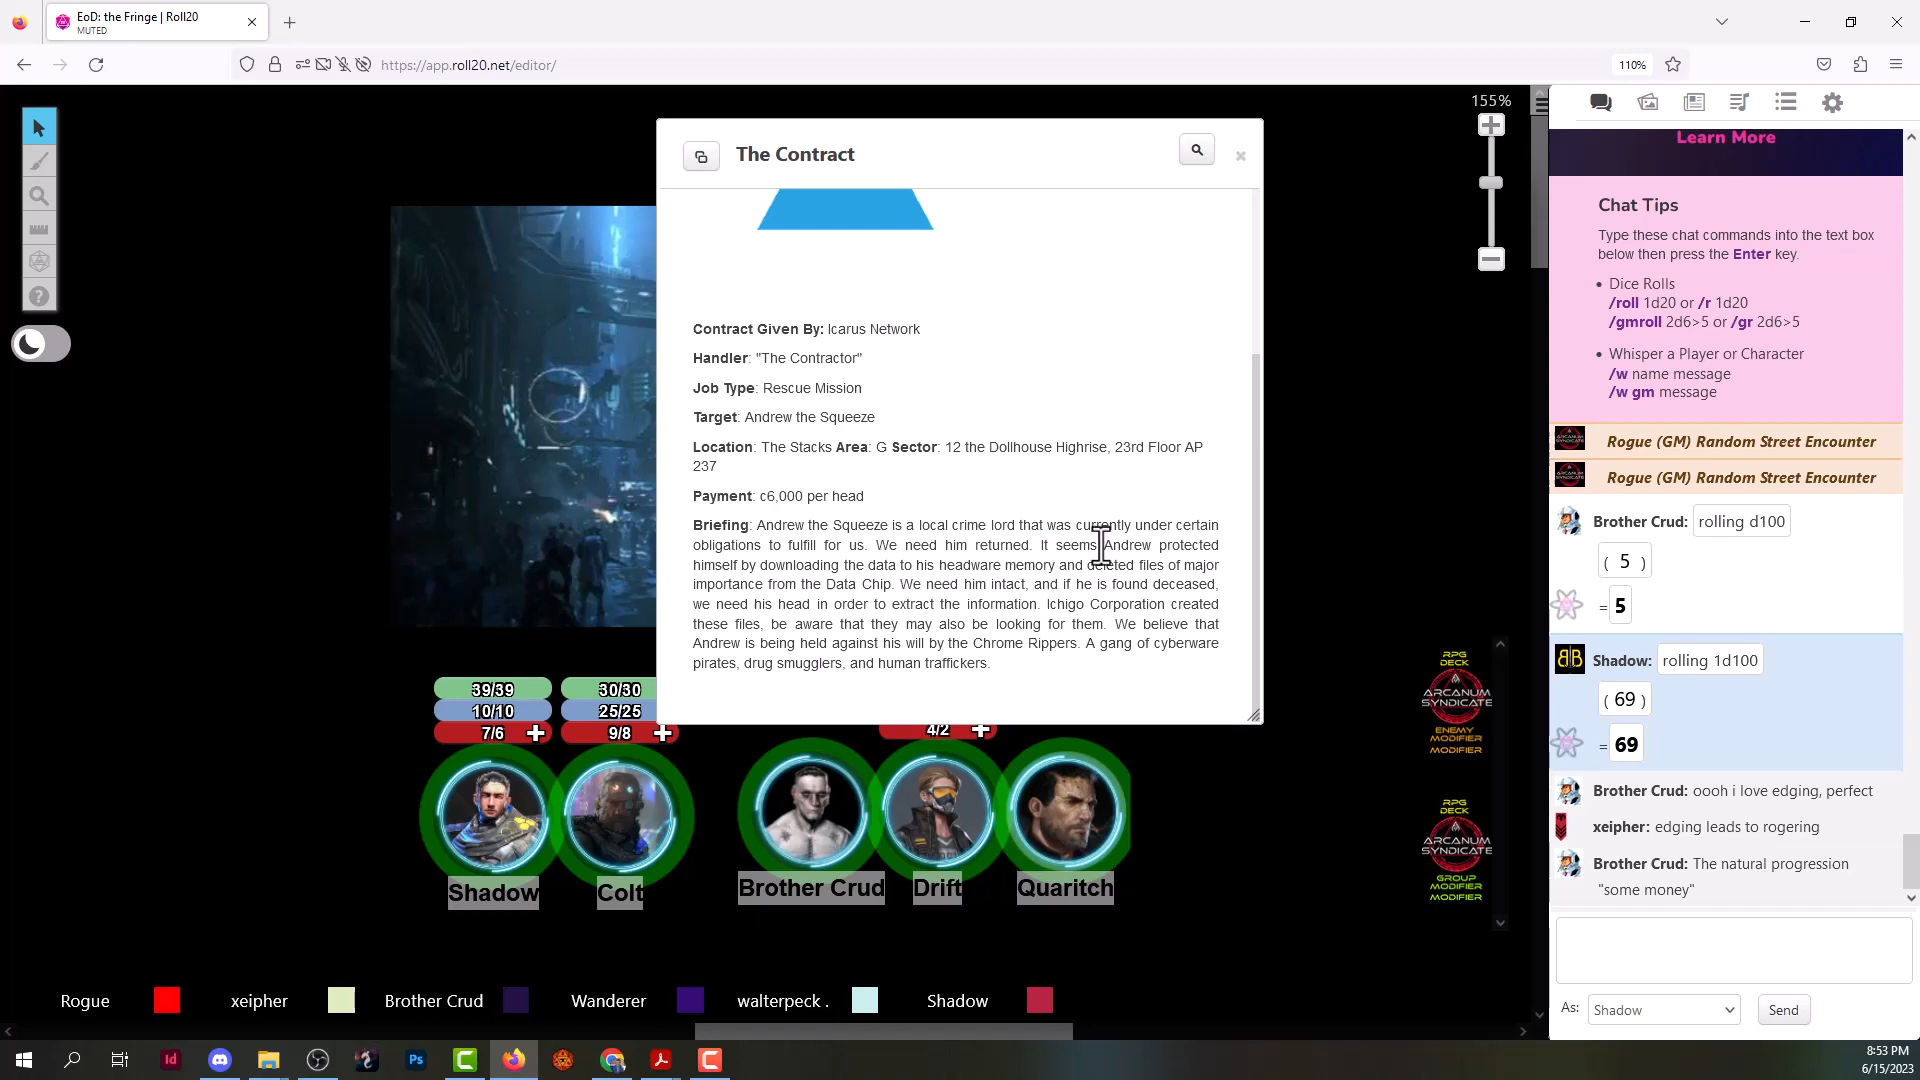 EoD: the Fringe | Roll20
MUTED
https://app.roll20.net/editor/
110%
155%
The Contract
Contract Given By: Icarus Network
Handler: "The Contractor"
Job Type: Rescue Mission
Target: Andrew the Squeeze
Location: The Stacks Area: G Sector: 12 the Dollhouse Highrise, 23rd Floor AP
237
Payment: c6,000 per head
Briefing: Andrew the Squeeze is a local crime lord that was currently under certain
obligations to fulfill for us. We need him returned. It seems Andrew protected
himself by downloading the data to his headware memory and deleted files of major
importance from the Data Chip. We need him intact, and if he is found deceased,
we need his head in order to extract the information. Ichigo Corporation created
these files, be aware that they may also be looking for them. We believe that
Andrew is being held against his will by the Chrome Rippers. A gang of cyberware
pirates, drug smugglers, and human traffickers.
39/39
10/10
7/6
30/30
25/25
9/8
4/2
Shadow
Colt
Brother Crud
Drift
Quaritch
RPG
DECK
ARCANUM
SYNDICATE
ENEMY
MODIFIER
MODIFIER
RPG
DECK
ARCANUM
SYNDICATE
GROUP
MODIFIER
MODIFIER
Rogue
xeipher
Brother Crud
Wanderer
walterpeck .
Shadow
Learn More
Chat Tips
Type these chat commands into the text box
below then press the Enter key.
• Dice Rolls
/roll 1d20 or /r 1d20
/gmroll 2d6>5 or /gr 2d6>5
• Whisper a Player or Character
/w name message
/w gm message
Rogue (GM) Random Street Encounter
Rogue (GM) Random Street Encounter
Brother Crud: rolling d100
( 5 )
= 5
Shadow: rolling 1d100
( 69 )
= 69
Brother Crud: oooh i love edging, perfect
xeipher: edging leads to rogering
Brother Crud: The natural progression
"some money"
As: Shadow
Send
Id
Ps
8:53 PM
6/15/2023